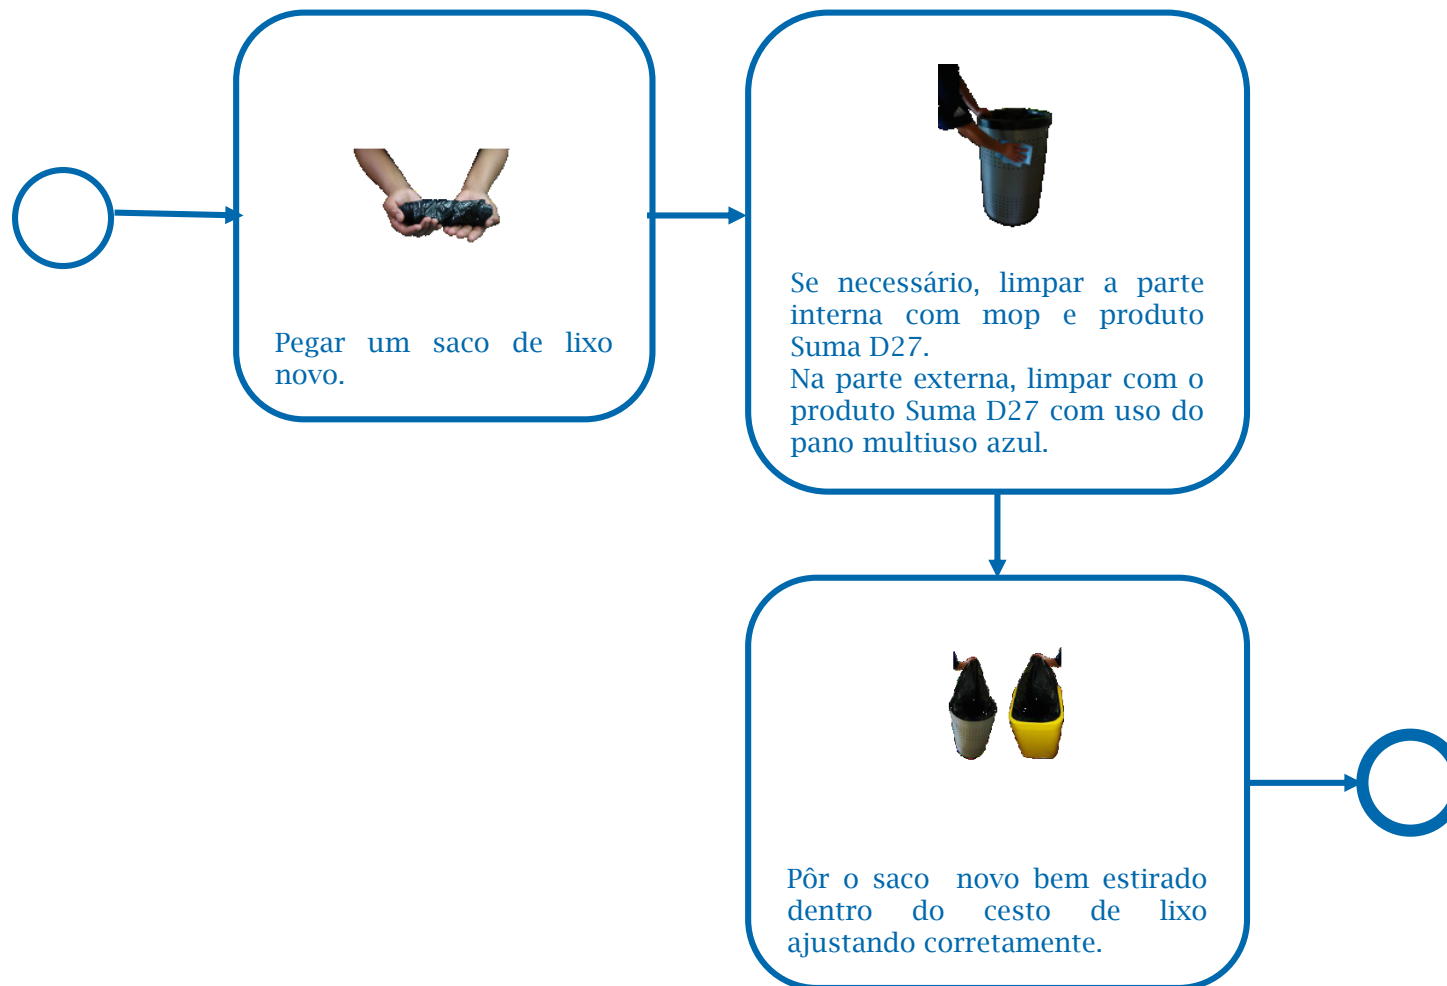 Pegar um saco de lixo
novo.
Se necessário, limpar a parte
interna com mop e produto
Suma D27.
Na parte externa, limpar com o
produto Suma D27 com uso do
pano multiuso azul.
Pôr o saco novo bem estirado
dentro do cesto de lixo
ajustando corretamente.